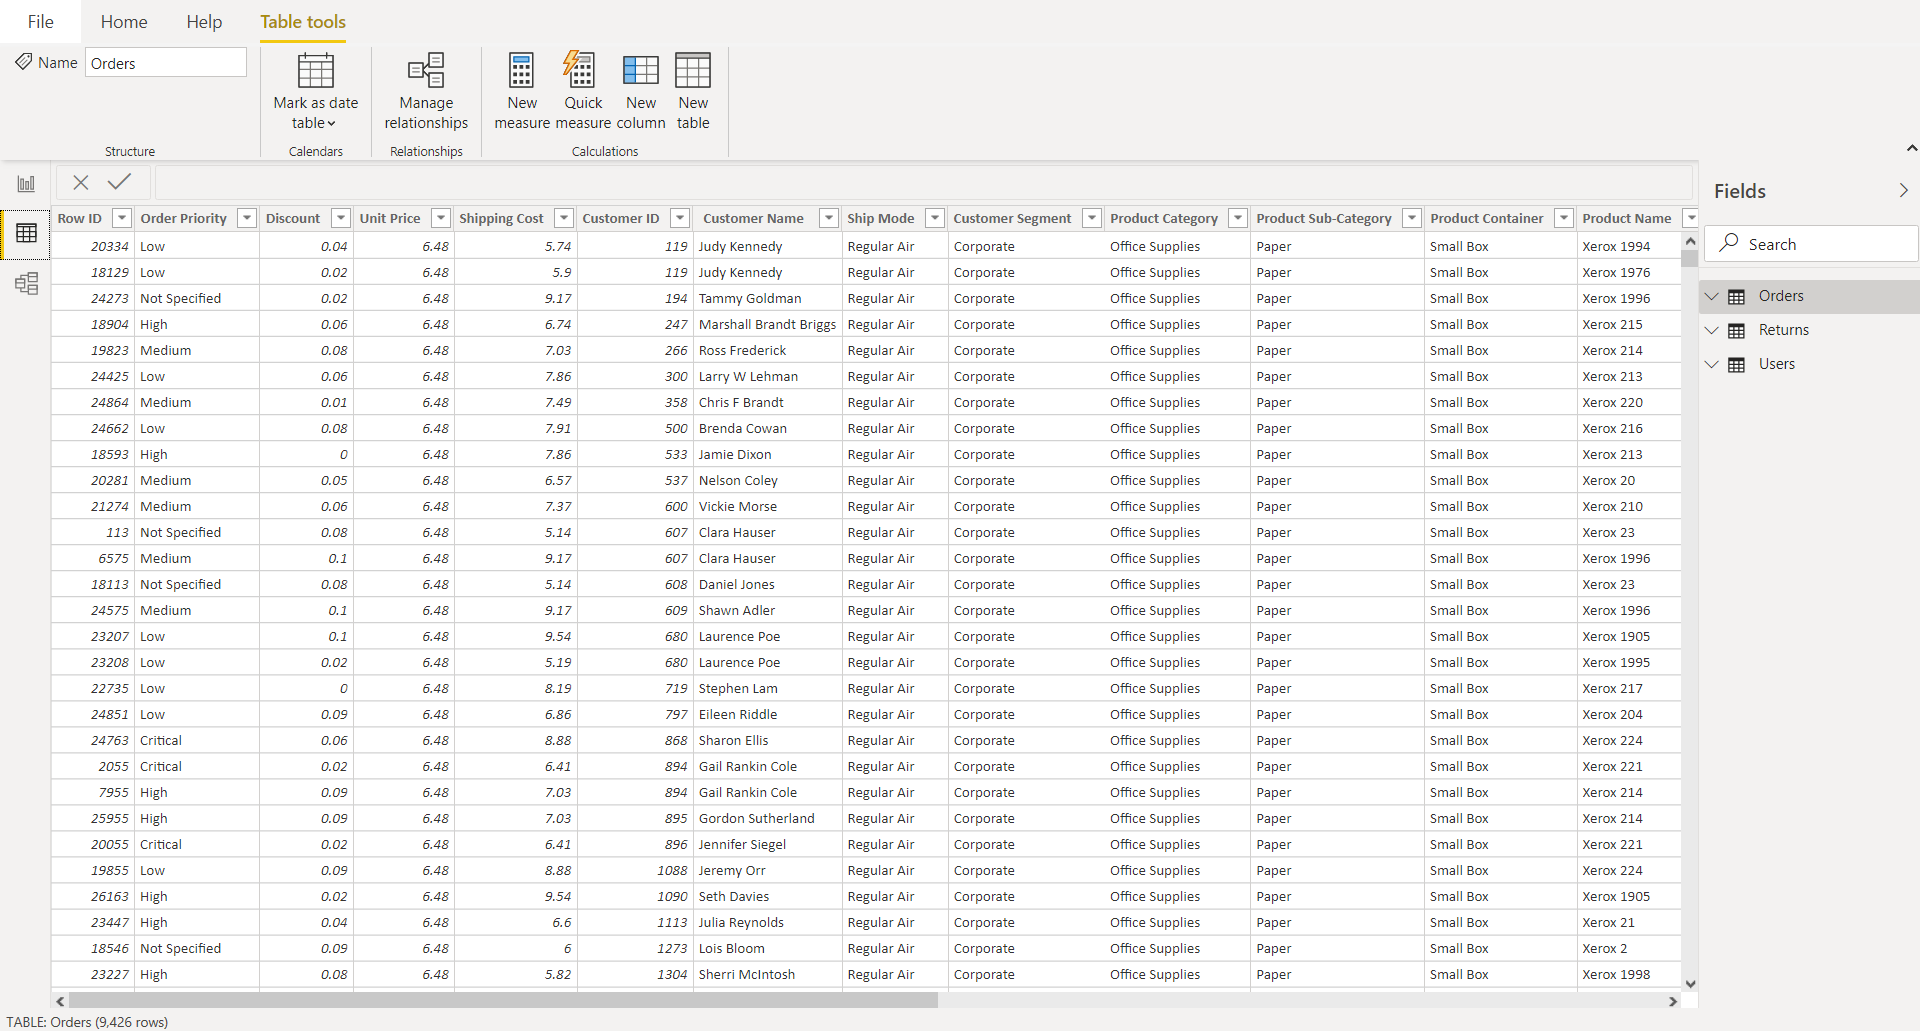 File Home Help Table tools
Name Orders
Mark as date table
Manage relationships
New measure
Quick measure
New column
New table
Structure Calendars Relationships Calculations
Fields
Search
Orders
Returns
Users
Row ID Order Priority Discount Unit Price Shipping Cost Customer ID Customer Name Ship Mode Customer Segment Product Category Product Sub-Category Product Container Product Name
20334 Low 0.04 6.48 5.74 119 Judy Kennedy Regular Air Corporate Office Supplies Paper Small Box Xerox 1994
18129 Low 0.02 6.48 5.9 119 Judy Kennedy Regular Air Corporate Office Supplies Paper Small Box Xerox 1976
24273 Not Specified 0.02 6.48 9.17 194 Tammy Goldman Regular Air Corporate Office Supplies Paper Small Box Xerox 1996
18904 High 0.06 6.48 6.74 247 Marshall Brandt Briggs Regular Air Corporate Office Supplies Paper Small Box Xerox 215
19823 Medium 0.08 6.48 7.03 266 Ross Frederick Regular Air Corporate Office Supplies Paper Small Box Xerox 214
24425 Low 0.06 6.48 7.86 300 Larry W Lehman Regular Air Corporate Office Supplies Paper Small Box Xerox 213
24864 Medium 0.01 6.48 7.49 358 Chris F Brandt Regular Air Corporate Office Supplies Paper Small Box Xerox 220
24662 Low 0.08 6.48 7.91 500 Brenda Cowan Regular Air Corporate Office Supplies Paper Small Box Xerox 216
18593 High 0 6.48 7.86 533 Jamie Dixon Regular Air Corporate Office Supplies Paper Small Box Xerox 213
20281 Medium 0.05 6.48 6.57 537 Nelson Coley Regular Air Corporate Office Supplies Paper Small Box Xerox 20
21274 Medium 0.06 6.48 7.37 600 Vickie Morse Regular Air Corporate Office Supplies Paper Small Box Xerox 210
113 Not Specified 0.08 6.48 5.14 607 Clara Hauser Regular Air Corporate Office Supplies Paper Small Box Xerox 23
6575 Medium 0.1 6.48 9.17 607 Clara Hauser Regular Air Corporate Office Supplies Paper Small Box Xerox 1996
18113 Not Specified 0.08 6.48 5.14 608 Daniel Jones Regular Air Corporate Office Supplies Paper Small Box Xerox 23
24575 Medium 0.1 6.48 9.17 609 Shawn Adler Regular Air Corporate Office Supplies Paper Small Box Xerox 1996
23207 Low 0.1 6.48 9.54 680 Laurence Poe Regular Air Corporate Office Supplies Paper Small Box Xerox 1905
23208 Low 0.02 6.48 5.19 680 Laurence Poe Regular Air Corporate Office Supplies Paper Small Box Xerox 1995
22735 Low 0 6.48 8.19 719 Stephen Lam Regular Air Corporate Office Supplies Paper Small Box Xerox 217
24851 Low 0.09 6.48 6.86 797 Eileen Riddle Regular Air Corporate Office Supplies Paper Small Box Xerox 204
24763 Critical 0.06 6.48 8.88 868 Sharon Ellis Regular Air Corporate Office Supplies Paper Small Box Xerox 224
2055 Critical 0.02 6.48 6.41 894 Gail Rankin Cole Regular Air Corporate Office Supplies Paper Small Box Xerox 221
7955 High 0.09 6.48 7.03 894 Gail Rankin Cole Regular Air Corporate Office Supplies Paper Small Box Xerox 214
25955 High 0.09 6.48 7.03 895 Gordon Sutherland Regular Air Corporate Office Supplies Paper Small Box Xerox 214
20055 Critical 0.02 6.48 6.41 896 Jennifer Siegel Regular Air Corporate Office Supplies Paper Small Box Xerox 221
19855 Low 0.09 6.48 8.88 1088 Jeremy Orr Regular Air Corporate Office Supplies Paper Small Box Xerox 224
26163 High 0.02 6.48 9.54 1090 Seth Davies Regular Air Corporate Office Supplies Paper Small Box Xerox 1905
23447 High 0.04 6.48 6.6 1113 Julia Reynolds Regular Air Corporate Office Supplies Paper Small Box Xerox 21
18546 Not Specified 0.09 6.48 6 1273 Lois Bloom Regular Air Corporate Office Supplies Paper Small Box Xerox 2
23227 High 0.08 6.48 5.82 1304 Sherri McIntosh Regular Air Corporate Office Supplies Paper Small Box Xerox 1998
TABLE: Orders (9,426 rows)